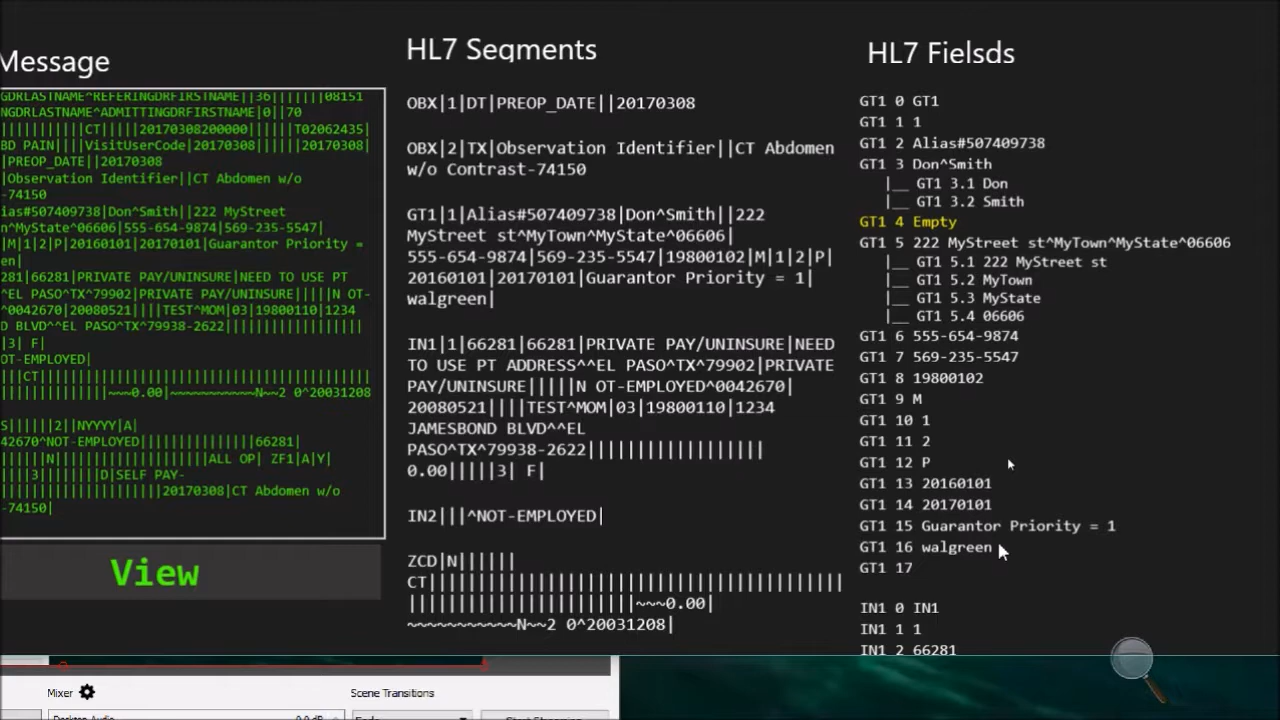 Message
GDRLASTNAME^REFERINGDRFIRSTNAME||36|||||||08151
NGDRLASTNAME^ADMITTINGDRFIRSTNAME|0||70
|||||||||||CT|||||20170308200000||||||T02062435|
BD PAIN||||VisitUserCode|20170308||||||20170308|
|PREOP_DATE||20170308
|Observation Identifier||CT Abdomen w/o
-74150
ias#507409738|Don^Smith||222 MyStreet
n^MyState^06606|555-654-9874|569-235-5547|
|M|1|2|P|20160101|20170101|Guarantor Priority =
en|
281|66281|PRIVATE PAY/UNINSURE|NEED TO USE PT
^EL PASO^TX^79902|PRIVATE PAY/UNINSURE|||||N OT-
^0042670|20080521||||TEST^MOM|03|19800110|1234
D BLVD^^EL PASO^TX^79938-2622||||||||||||||||||
|3| F|
OT-EMPLOYED|
~~~0.00|~~~~~~~~~~~N~~2 0^20031208
S||||||2||NYYYY|A|
42670^NOT-EMPLOYED|||||||||||||||66281|
||||||N||||||||||||||||||||ALL OP| ZF1|A|Y|
||||3||||||||D|SELF PAY-
20170308|CT Abdomen w/o
-74150|
View
HL7 Segments
OBX|1|DT|PREOP_DATE||20170308
OBX|2|TX|Observation Identifier||CT Abdomen
w/o Contrast-74150
GT1|1|Alias#507409738|Don^Smith||222
MyStreet st^MyTown^MyState^06606|
555-654-9874|569-235-5547|19800102|M|1|2|P|
20160101|20170101|Guarantor Priority = 1|
walgreen|
IN1|1|66281|66281|PRIVATE PAY/UNINSURE|NEED
TO USE PT ADDRESS^^EL PASO^TX^79902|PRIVATE
PAY/UNINSURE|||||N OT-EMPLOYED^0042670|
20080521||||TEST^MOM|03|19800110|1234
JAMESBOND BLVD^^EL
PASO^TX^79938-2622||||||||||||||||||
0.00|||||3| F|
IN2|||^NOT-EMPLOYED|
ZCD|N||||||
CT|||||||||||||||||||||||||||||||||||||||||||||||
||||||||||||||||||||||||||~~~0.00|
~~~~~~~~~~~N~~2 0^20031208|
HL7 Fielsds
GT1 0 GT1
GT1 1 1
GT1 2 Alias#507409738
GT1 3 Don^Smith
|__ GT1 3.1 Don
|__ GT1 3.2 Smith
GT1 4 Empty
GT1 5 222 MyStreet st^MyTown^MyState^06606
|__ GT1 5.1 222 MyStreet st
|__ GT1 5.2 MyTown
|__ GT1 5.3 MyState
|__ GT1 5.4 06606
GT1 6 555-654-9874
GT1 7 569-235-5547
GT1 8 19800102
GT1 9 M
GT1 10 1
GT1 11 2
GT1 12 P
GT1 13 20160101
GT1 14 20170101
GT1 15 Guarantor Priority = 1
GT1 16 walgreen
GT1 17
IN1 0 IN1
IN1 1 1
IN1 2 66281
Mixer
Scene Transitions
Desktop Audio
0.0 dB
Fade
Start Streaming